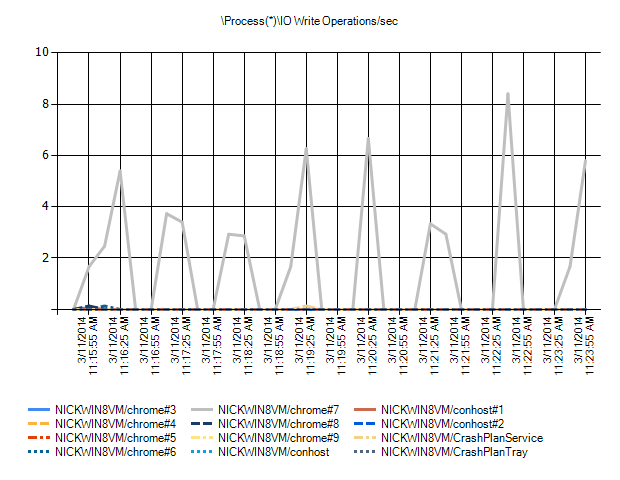 \Process(*)\IO Write Operations/sec
10
8
6
4
2
3/11/2014
11:15:55 AM
3/11/2014
11:16:25 AM
3/11/2014
11:16:55 AM
3/11/2014
11:17:25 AM
3/11/2014
11:17:55 AM
3/11/2014
11:18:25 AM
3/11/2014
11:18:55 AM
3/11/2014
11:19:25 AM
3/11/2014
11:19:55 AM
3/11/2014
11:20:25 AM
3/11/2014
11:20:55 AM
3/11/2014
11:21:25 AM
3/11/2014
11:21:55 AM
3/11/2014
11:22:25 AM
3/11/2014
11:22:55 AM
3/11/2014
11:23:25 AM
3/11/2014
11:23:55 AM
NICKWIN8VM/chrome#3 NICKWIN8VM/chrome#7 NICKWIN8VM/conhost#1
NICKWIN8VM/chrome#4 NICKWIN8VM/chrome#8 NICKWIN8VM/conhost#2
NICKWIN8VM/chrome#5 NICKWIN8VM/chrome#9 NICKWIN8VM/CrashPlanService
NICKWIN8VM/chrome#6 NICKWIN8VM/conhost NICKWIN8VM/CrashPlanTray